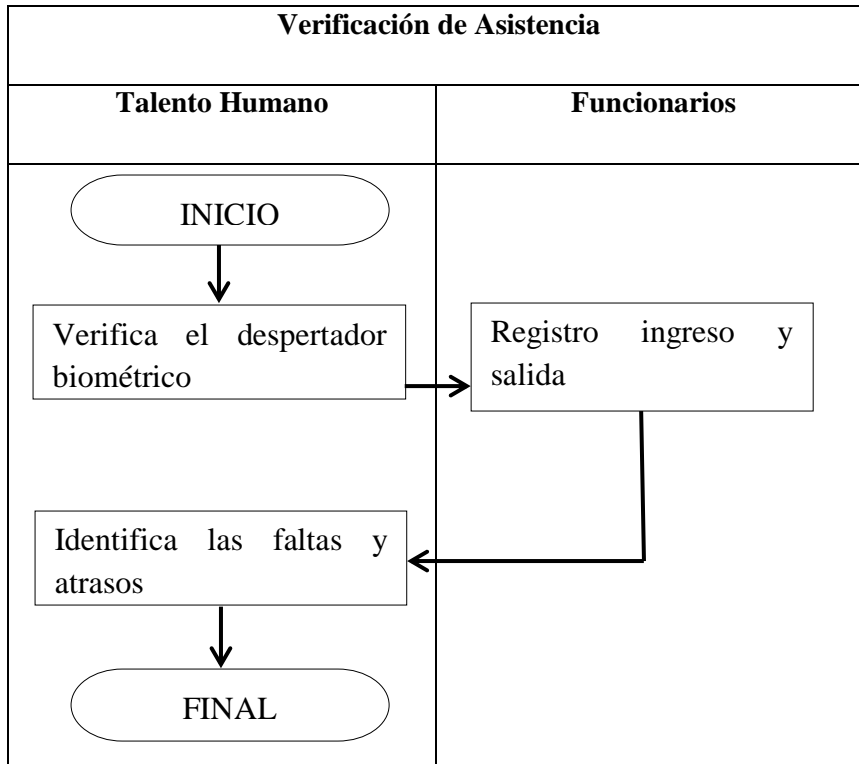 Verificación de Asistencia
Talento Humano
Funcionarios
INICIO
Verifica el despertador
biométrico
Registro ingreso y
salida
Identifica las faltas y
atrasos
FINAL